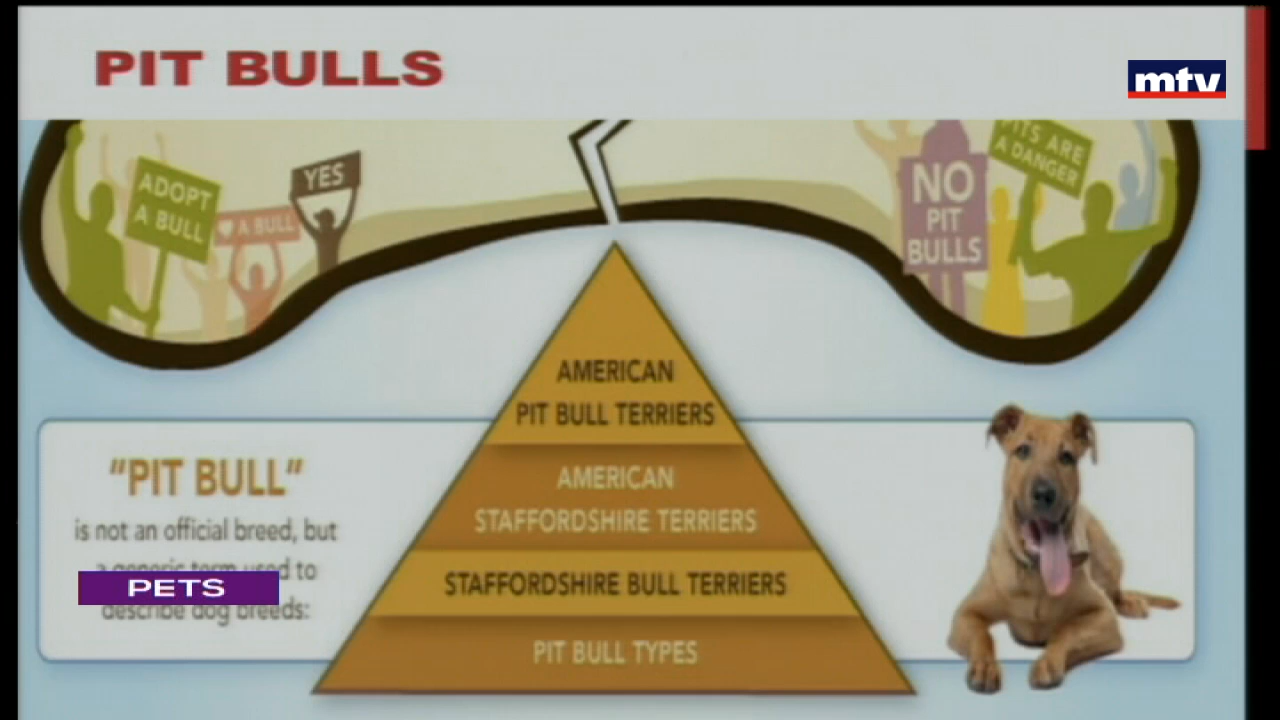 PIT BULLS
mtv
ADOPT
A BULL
A BULL
YES
NO
PIT
BULLS
PITS ARE
A DANGER
AMERICAN
PIT BULL TERRIERS
AMERICAN
STAFFORDSHIRE TERRIERS
STAFFORDSHIRE BULL TERRIERS
PIT BULL TYPES
"PIT BULL"
is not an official breed, but
a generic term used to
describe dog breeds:
PETS